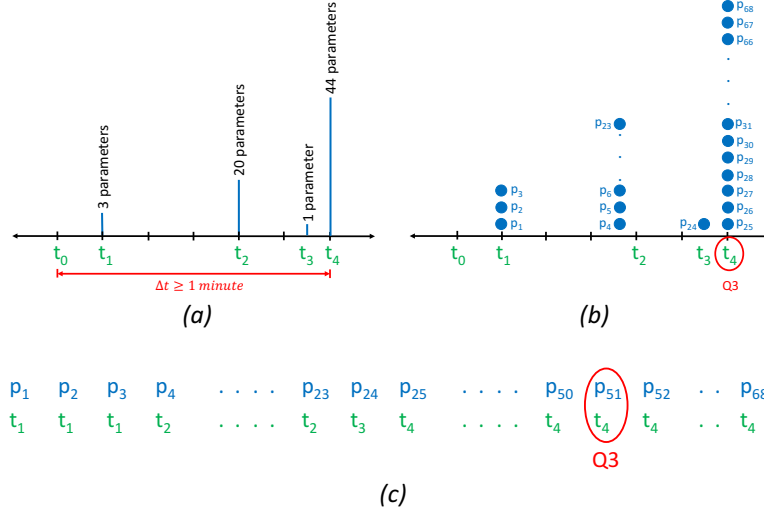 3 parameters
20 parameters
1 parameter
44 parameters
t0 t1 t2 t3 t4
Δt ≥ 1 minute
(a)
p3
p2
p1
p23
p6
p5
p4
p24
p68
p67
p66
p31
p30
p29
p28
p27
p26
p25
t0 t1 t2 t3 t4
Q3
(b)
p1 p2 p3 p4 . . . . p23 p24 p25 . . . . p50 p51 p52 . . p68
t1 t1 t1 t2 . . . . t2 t3 t4 . . . . t4 t4 t4 . . t4
Q3
(c)